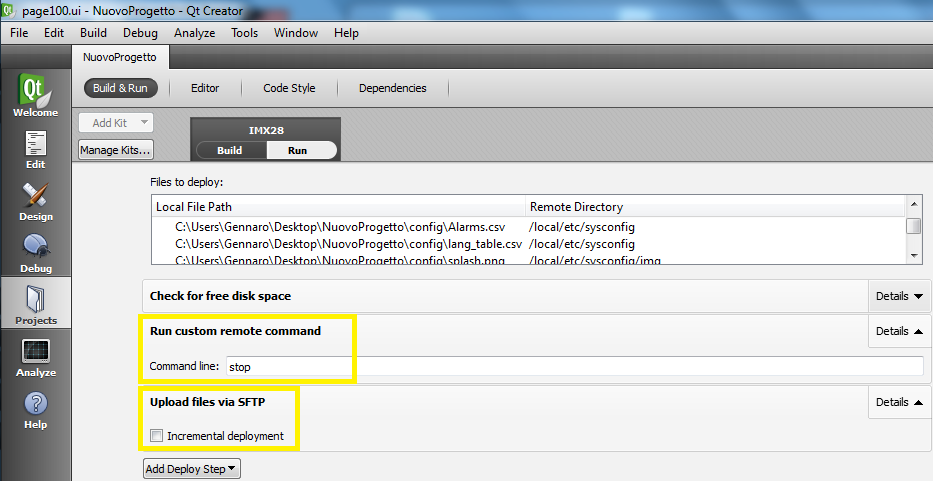 page100.ui - NuovoProgetto - Qt Creator
File Edit Build Debug Analyze Tools Window Help
NuovoProgetto
Build & Run Editor Code Style Dependencies
Qt
Welcome
Edit
Design
Debug
Projects
Analyze
Help
Add Kit
Manage Kits...
IMX28
Build Run
Files to deploy:
Local File Path Remote Directory
C:\Users\Gennaro\Desktop\NuovoProgetto\config\Alarms.csv /local/etc/sysconfig
C:\Users\Gennaro\Desktop\NuovoProgetto\config\lang_table.csv /local/etc/sysconfig
C:\Users\Gennaro\Desktop\NuovoProgetto\config\splash.png /local/etc/sysconfig/img
Check for free disk space Details
Run custom remote command Details
Command line: stop
Upload files via SFTP Details
Incremental deployment
Add Deploy Step